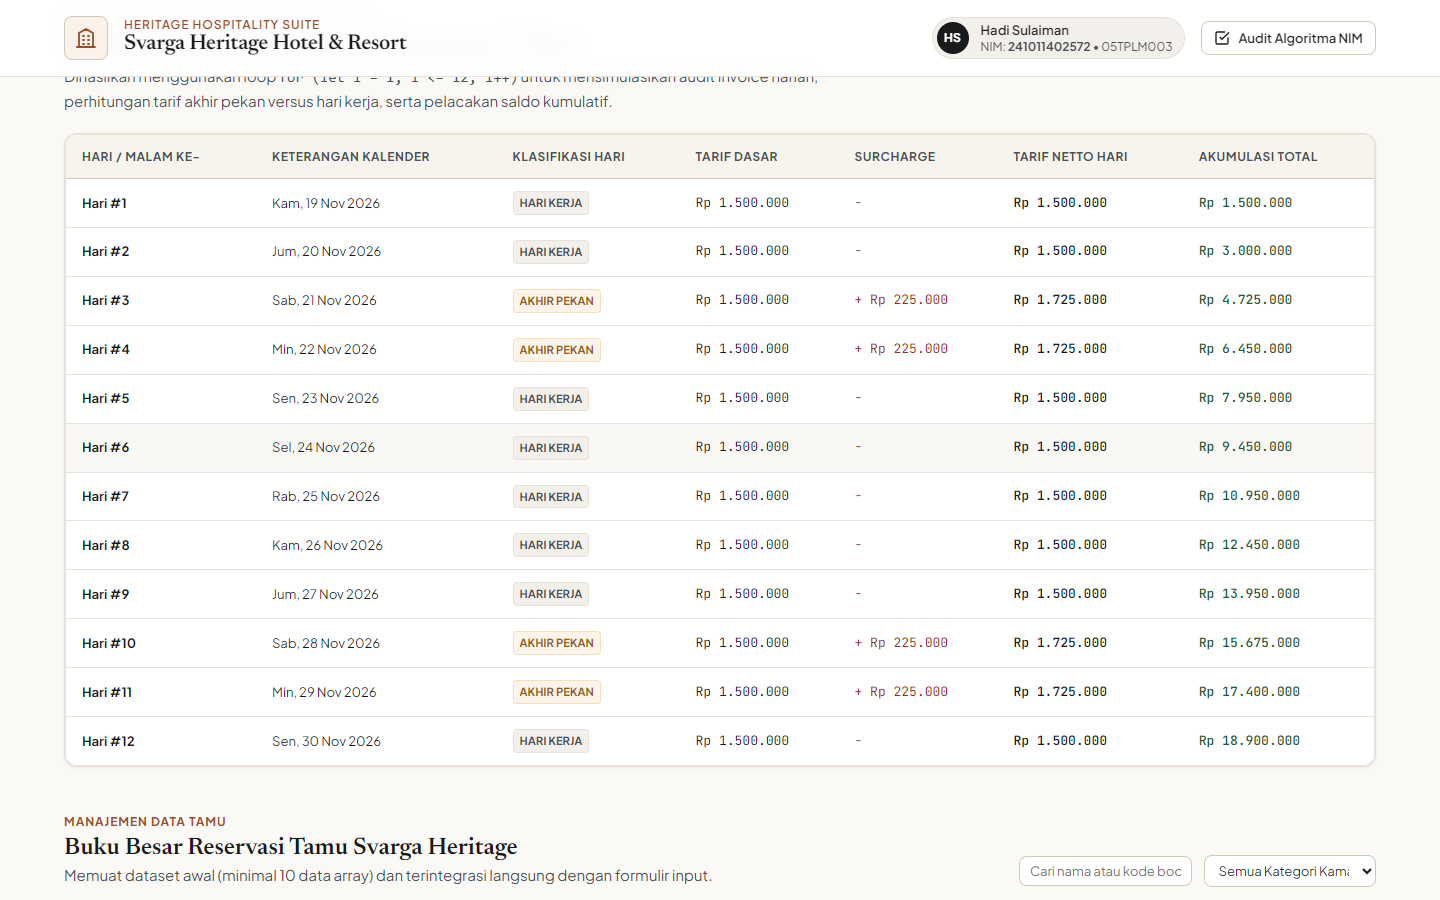 HERITAGE HOSPITALITY SUITE
Svarga Heritage Hotel & Resort
Hadi Sulaiman
HS
NIM: 241011402572 • 05TPLM003
Audit Algoritma NIM
Dihasilkan menggunakan loop for (let i = 1; i <= 12; i++) untuk mensimulasikan audit invoice harian,
perhitungan tarif akhir pekan versus hari kerja, serta pelacakan saldo kumulatif.
HARI / MALAM KE- KETERANGAN KALENDER KLASIFIKASI HARI TARIF DASAR SURCHARGE TARIF NETTO HARI AKUMULASI TOTAL
Hari #1 Kam, 19 Nov 2026 HARI KERJA Rp 1.500.000 - Rp 1.500.000 Rp 1.500.000
Hari #2 Jum, 20 Nov 2026 HARI KERJA Rp 1.500.000 - Rp 1.500.000 Rp 3.000.000
Hari #3 Sab, 21 Nov 2026 AKHIR PEKAN Rp 1.500.000 + Rp 225.000 Rp 1.725.000 Rp 4.725.000
Hari #4 Min, 22 Nov 2026 AKHIR PEKAN Rp 1.500.000 + Rp 225.000 Rp 1.725.000 Rp 6.450.000
Hari #5 Sen, 23 Nov 2026 HARI KERJA Rp 1.500.000 - Rp 1.500.000 Rp 7.950.000
Hari #6 Sel, 24 Nov 2026 HARI KERJA Rp 1.500.000 - Rp 1.500.000 Rp 9.450.000
Hari #7 Rab, 25 Nov 2026 HARI KERJA Rp 1.500.000 - Rp 1.500.000 Rp 10.950.000
Hari #8 Kam, 26 Nov 2026 HARI KERJA Rp 1.500.000 - Rp 1.500.000 Rp 12.450.000
Hari #9 Jum, 27 Nov 2026 HARI KERJA Rp 1.500.000 - Rp 1.500.000 Rp 13.950.000
Hari #10 Sab, 28 Nov 2026 AKHIR PEKAN Rp 1.500.000 + Rp 225.000 Rp 1.725.000 Rp 15.675.000
Hari #11 Min, 29 Nov 2026 AKHIR PEKAN Rp 1.500.000 + Rp 225.000 Rp 1.725.000 Rp 17.400.000
Hari #12 Sen, 30 Nov 2026 HARI KERJA Rp 1.500.000 - Rp 1.500.000 Rp 18.900.000
MANAJEMEN DATA TAMU
Buku Besar Reservasi Tamu Svarga Heritage
Memuat dataset awal (minimal 10 data array) dan terintegrasi langsung dengan formulir input.
Cari nama atau kode boo
Semua Kategori Kama